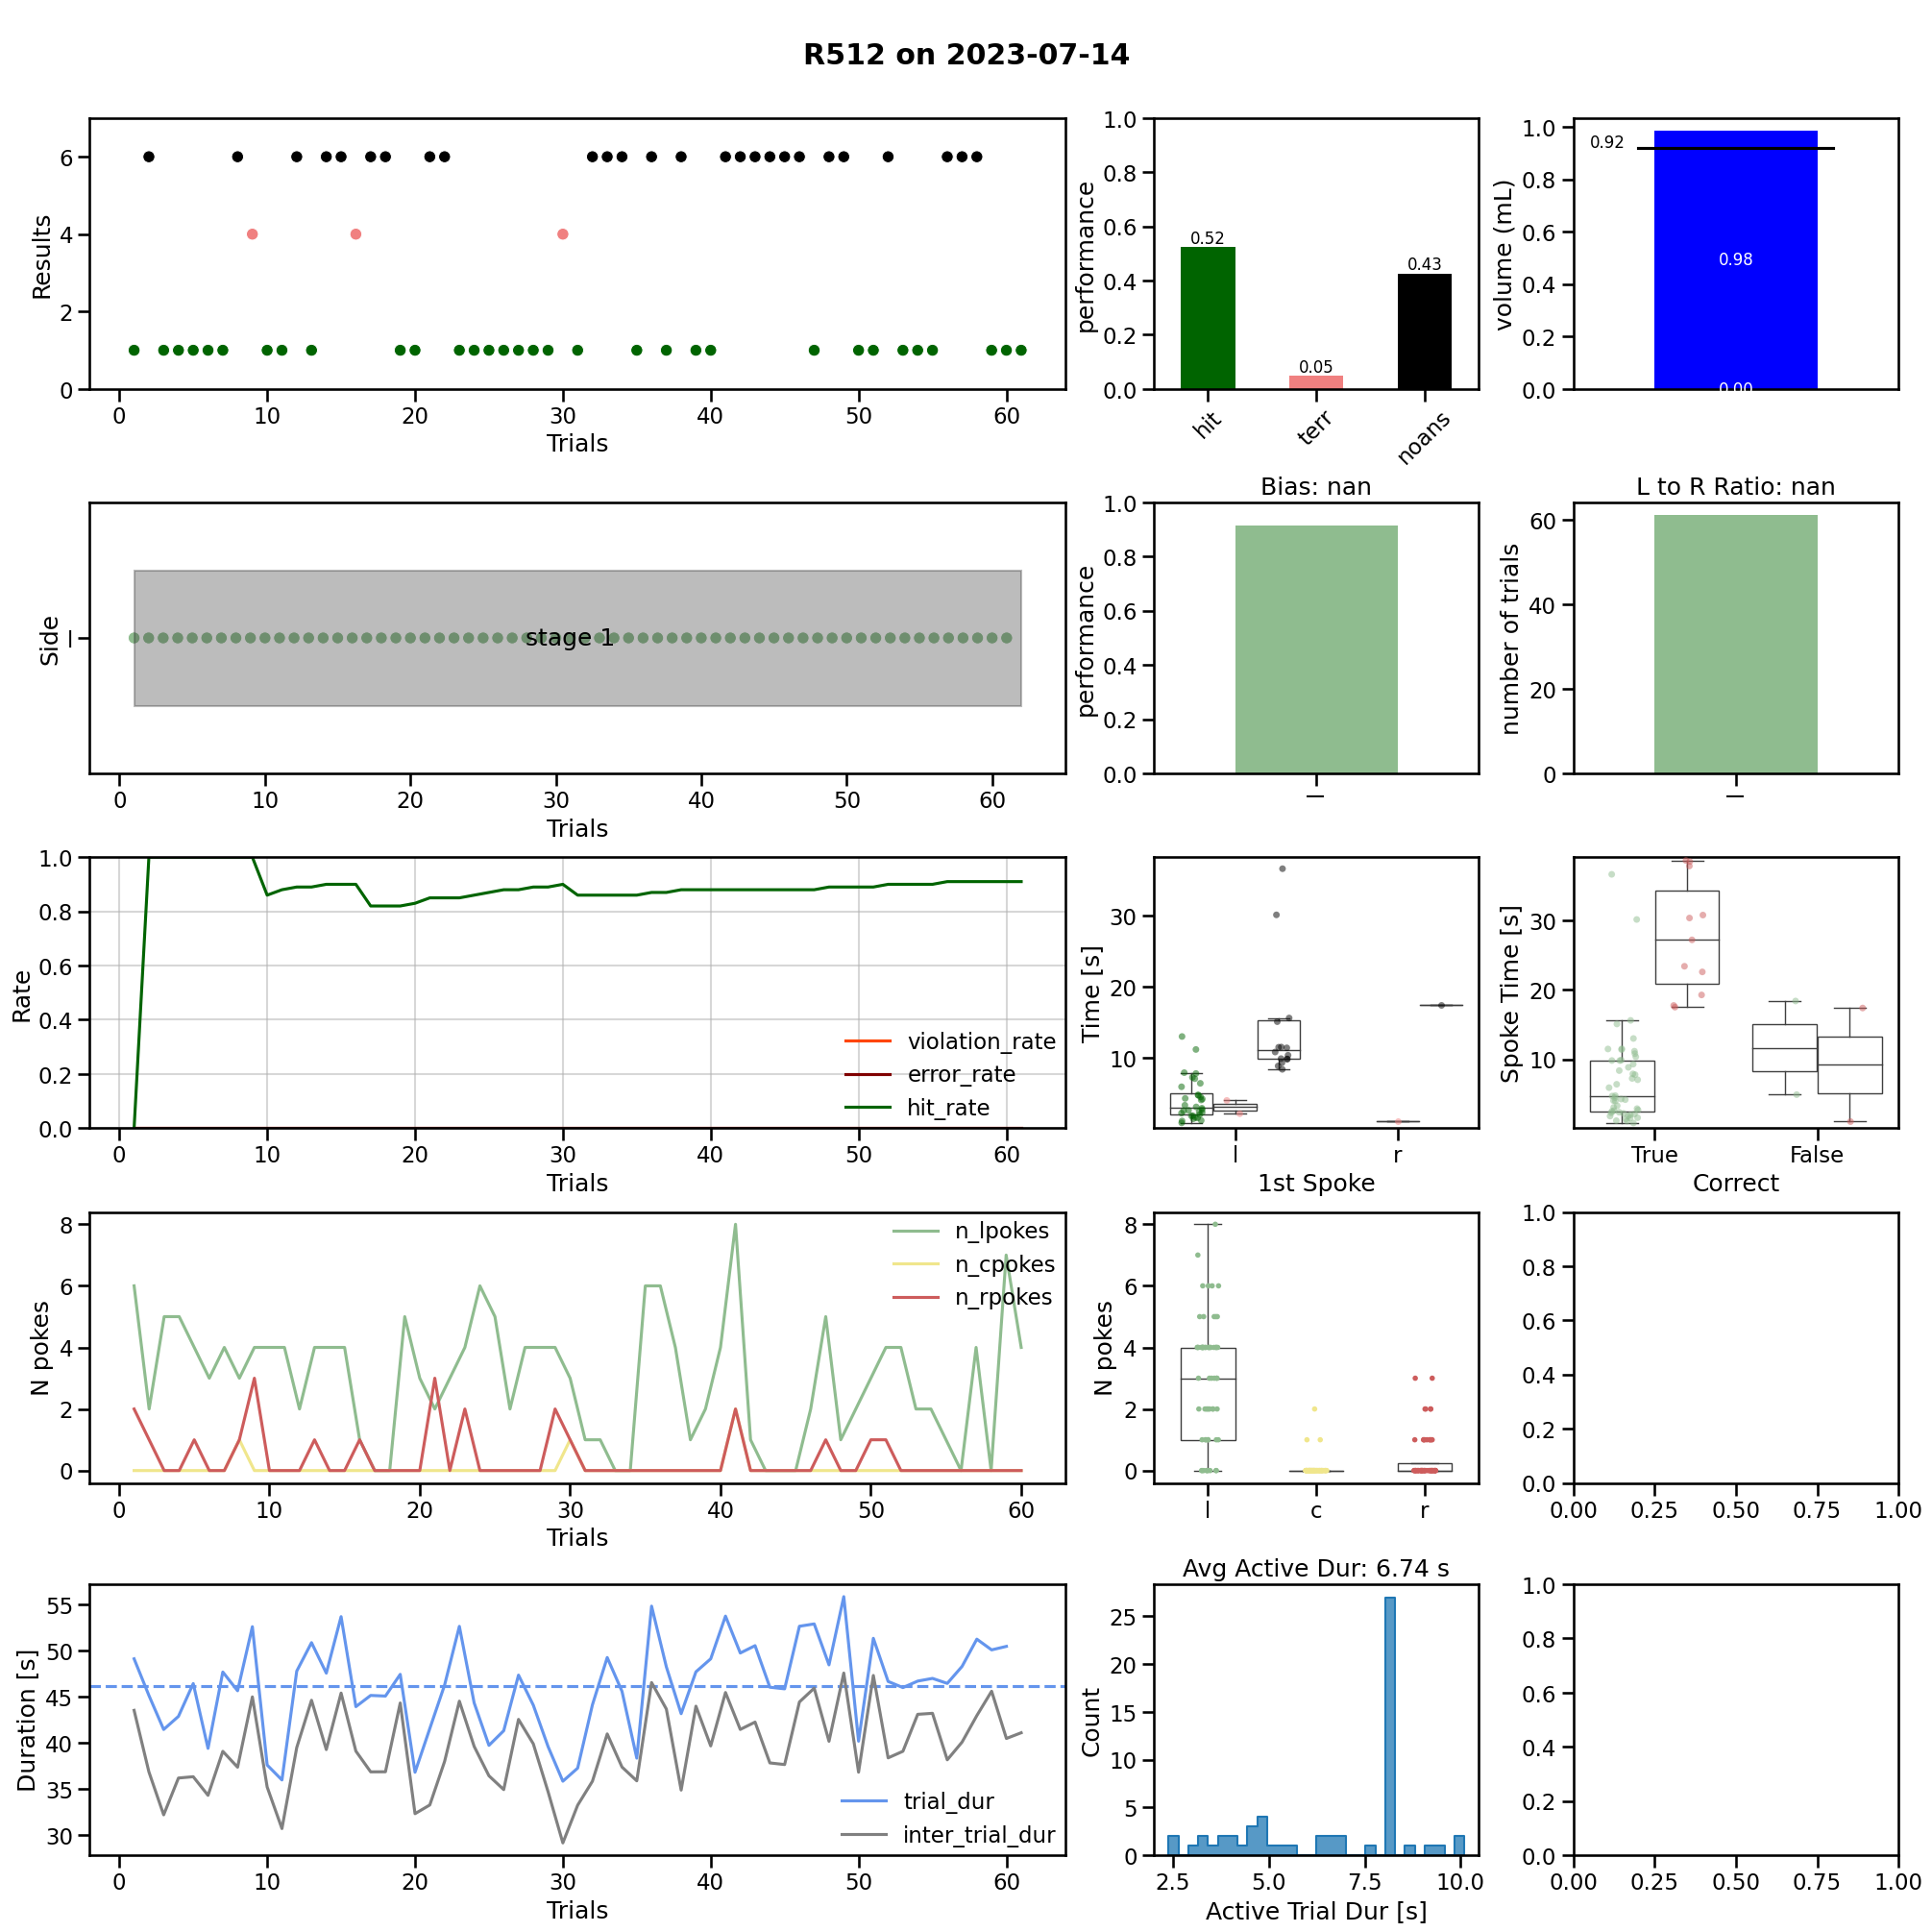 R512 on 2023-07-14
Results
6
4
2
0
0 10 20 30 40 50 60
Trials
performance
1.0
0.8
0.6
0.4
0.2
0.0
0.52
0.05
0.43
hit
terr
noans
volume (mL)
1.0
0.8
0.6
0.4
0.2
0.0
0.92
0.98
0.00
Side
l
stage 1
0 10 20 30 40 50 60
Trials
Bias: nan
performance
1.0
0.8
0.6
0.4
0.2
0.0
l
L to R Ratio: nan
number of trials
60
40
20
0
l
Rate
1.0
0.8
0.6
0.4
0.2
0.0
violation_rate
error_rate
hit_rate
0 10 20 30 40 50 60
Trials
Time [s]
30
20
10
l r
1st Spoke
Spoke Time [s]
30
20
10
True False
Correct
N pokes
8
6
4
2
0
n_lpokes
n_cpokes
n_rpokes
0 10 20 30 40 50 60
Trials
N pokes
8
6
4
2
0
l c r
1.0
0.8
0.6
0.4
0.2
0.0
0.00 0.25 0.50 0.75 1.00
Duration [s]
55
50
45
40
35
30
trial_dur
inter_trial_dur
0 10 20 30 40 50 60
Trials
Avg Active Dur: 6.74 s
Count
25
20
15
10
5
0
2.5 5.0 7.5 10.0
Active Trial Dur [s]
1.0
0.8
0.6
0.4
0.2
0.0
0.00 0.25 0.50 0.75 1.00